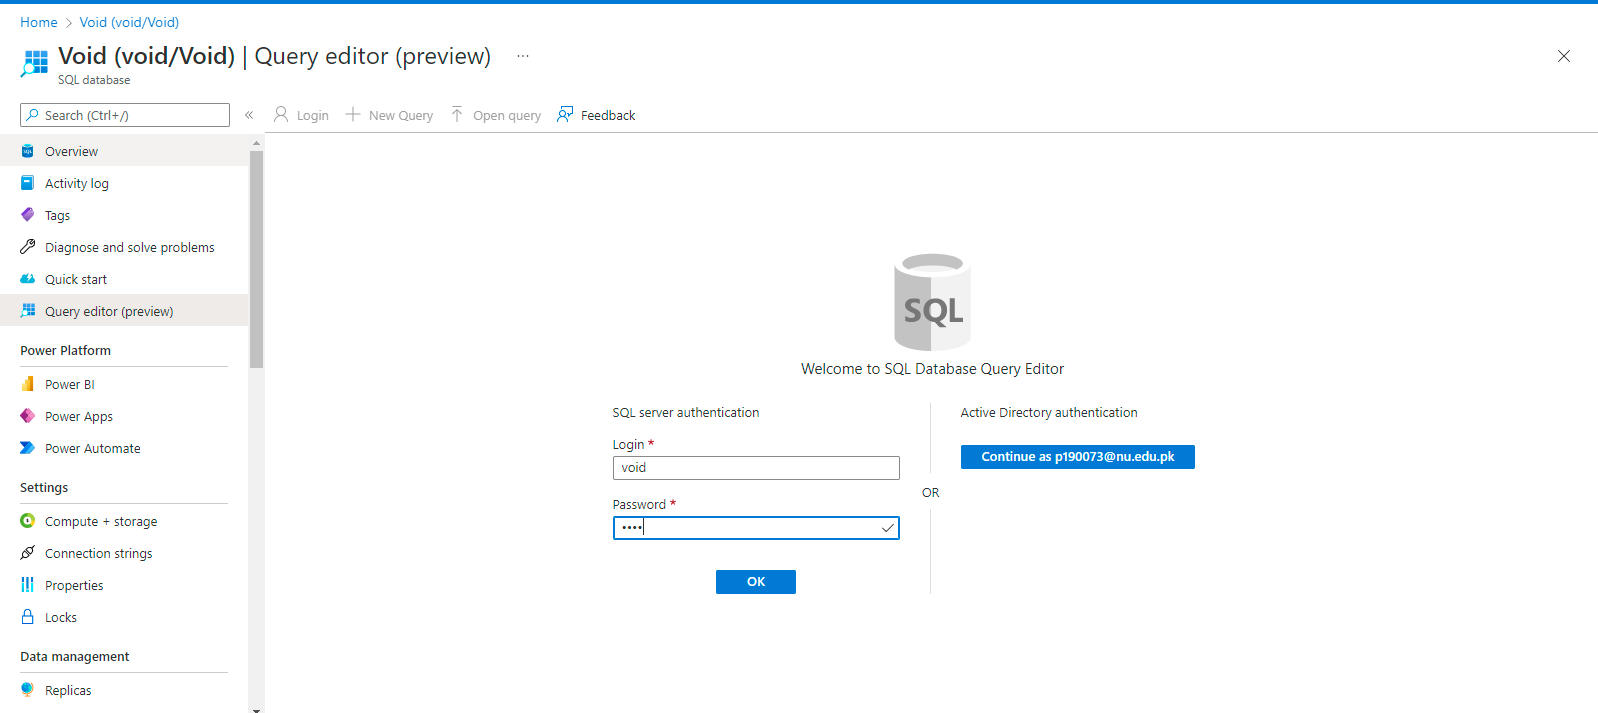 Home > Void (void/Void)
Void (void/Void) | Query editor (preview) ...
SQL database
Search (Ctrl+/)
« Login New Query Open query Feedback
Overview
Activity log
Tags
Diagnose and solve problems
Quick start
Query editor (preview)
Power Platform
Power BI
Power Apps
Power Automate
Settings
Compute + storage
Connection strings
Properties
Locks
Data management
Replicas
SQL
Welcome to SQL Database Query Editor
SQL server authentication
Login *
void
Password *
••••
OK
OR
Active Directory authentication
Continue as p190073@nu.edu.pk